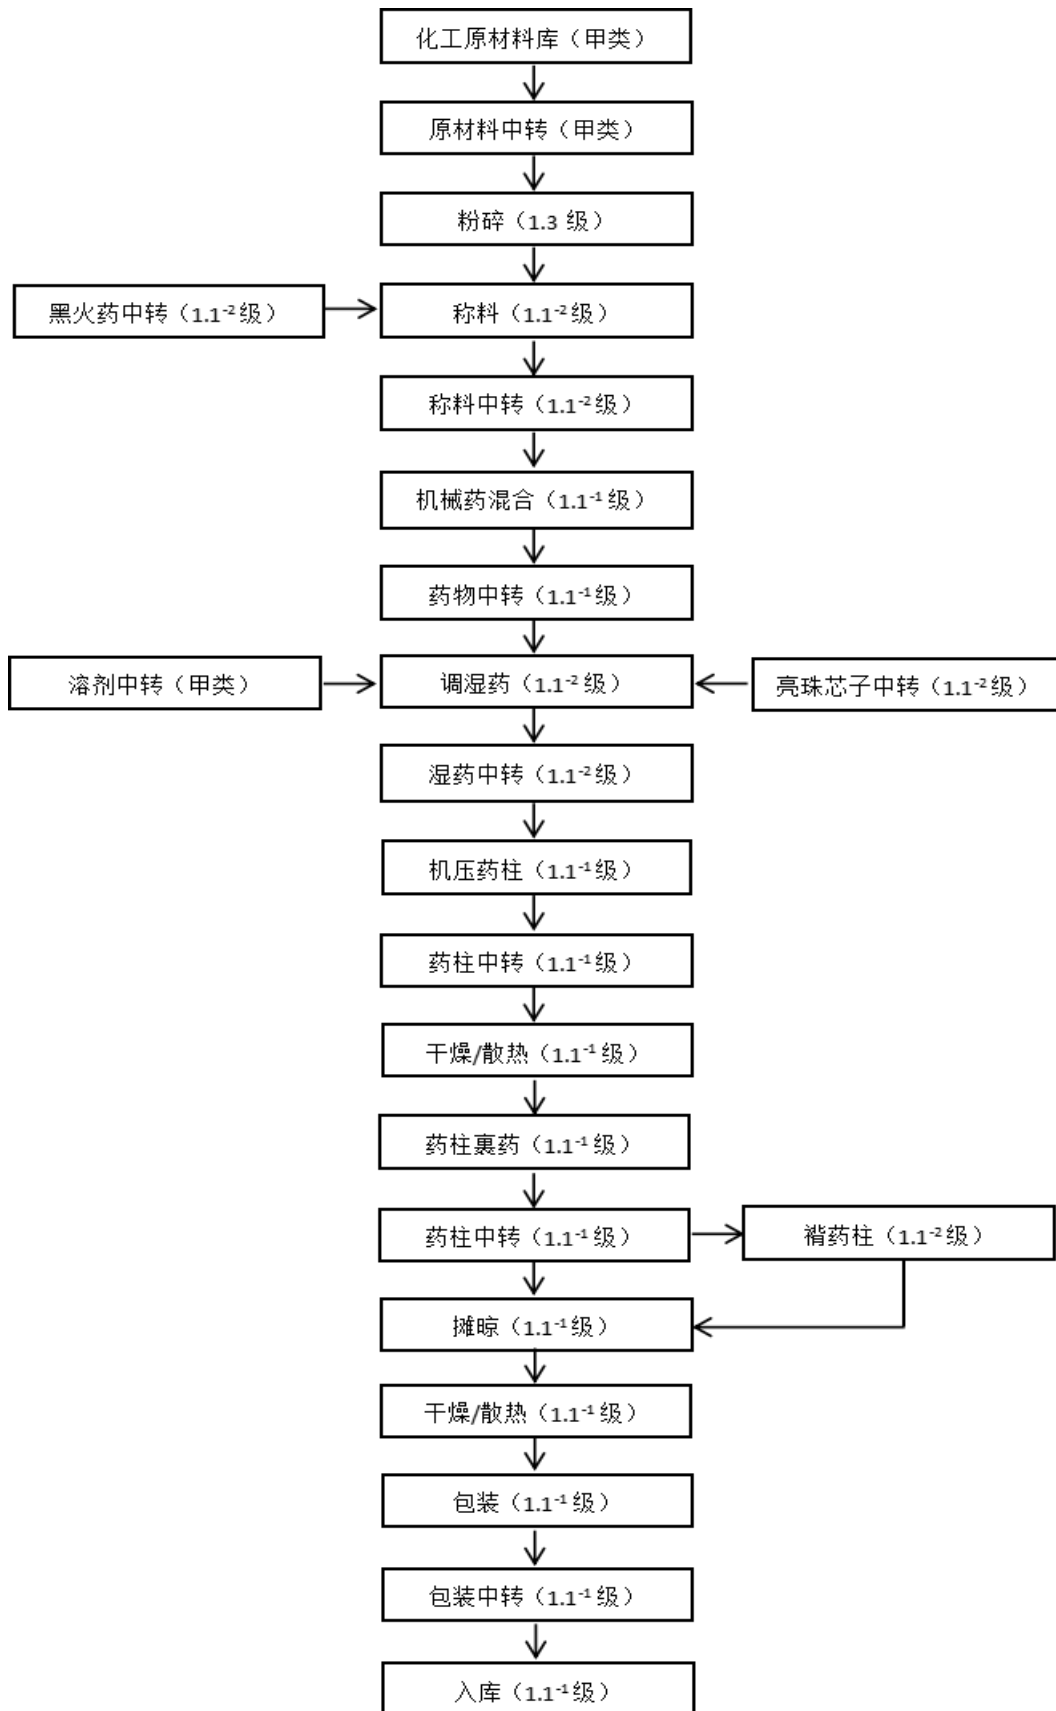 化工原材料库（甲类）
原材料中转（甲类）
粉碎（1.3 级）
黑火药中转（1.1⁻²级）
称料（1.1⁻²级）
称料中转（1.1⁻²级）
机械药混合（1.1⁻¹级）
药物中转（1.1⁻¹级）
溶剂中转（甲类）
调湿药（1.1⁻²级）
亮珠芯子中转（1.1⁻²级）
湿药中转（1.1⁻²级）
机压药柱（1.1⁻¹级）
药柱中转（1.1⁻¹级）
干燥/散热（1.1⁻¹级）
药柱裹药（1.1⁻¹级）
药柱中转（1.1⁻¹级）
褙药柱（1.1⁻²级）
摊晾（1.1⁻¹级）
干燥/散热（1.1⁻¹级）
包装（1.1⁻¹级）
包装中转（1.1⁻¹级）
入库（1.1⁻¹级）